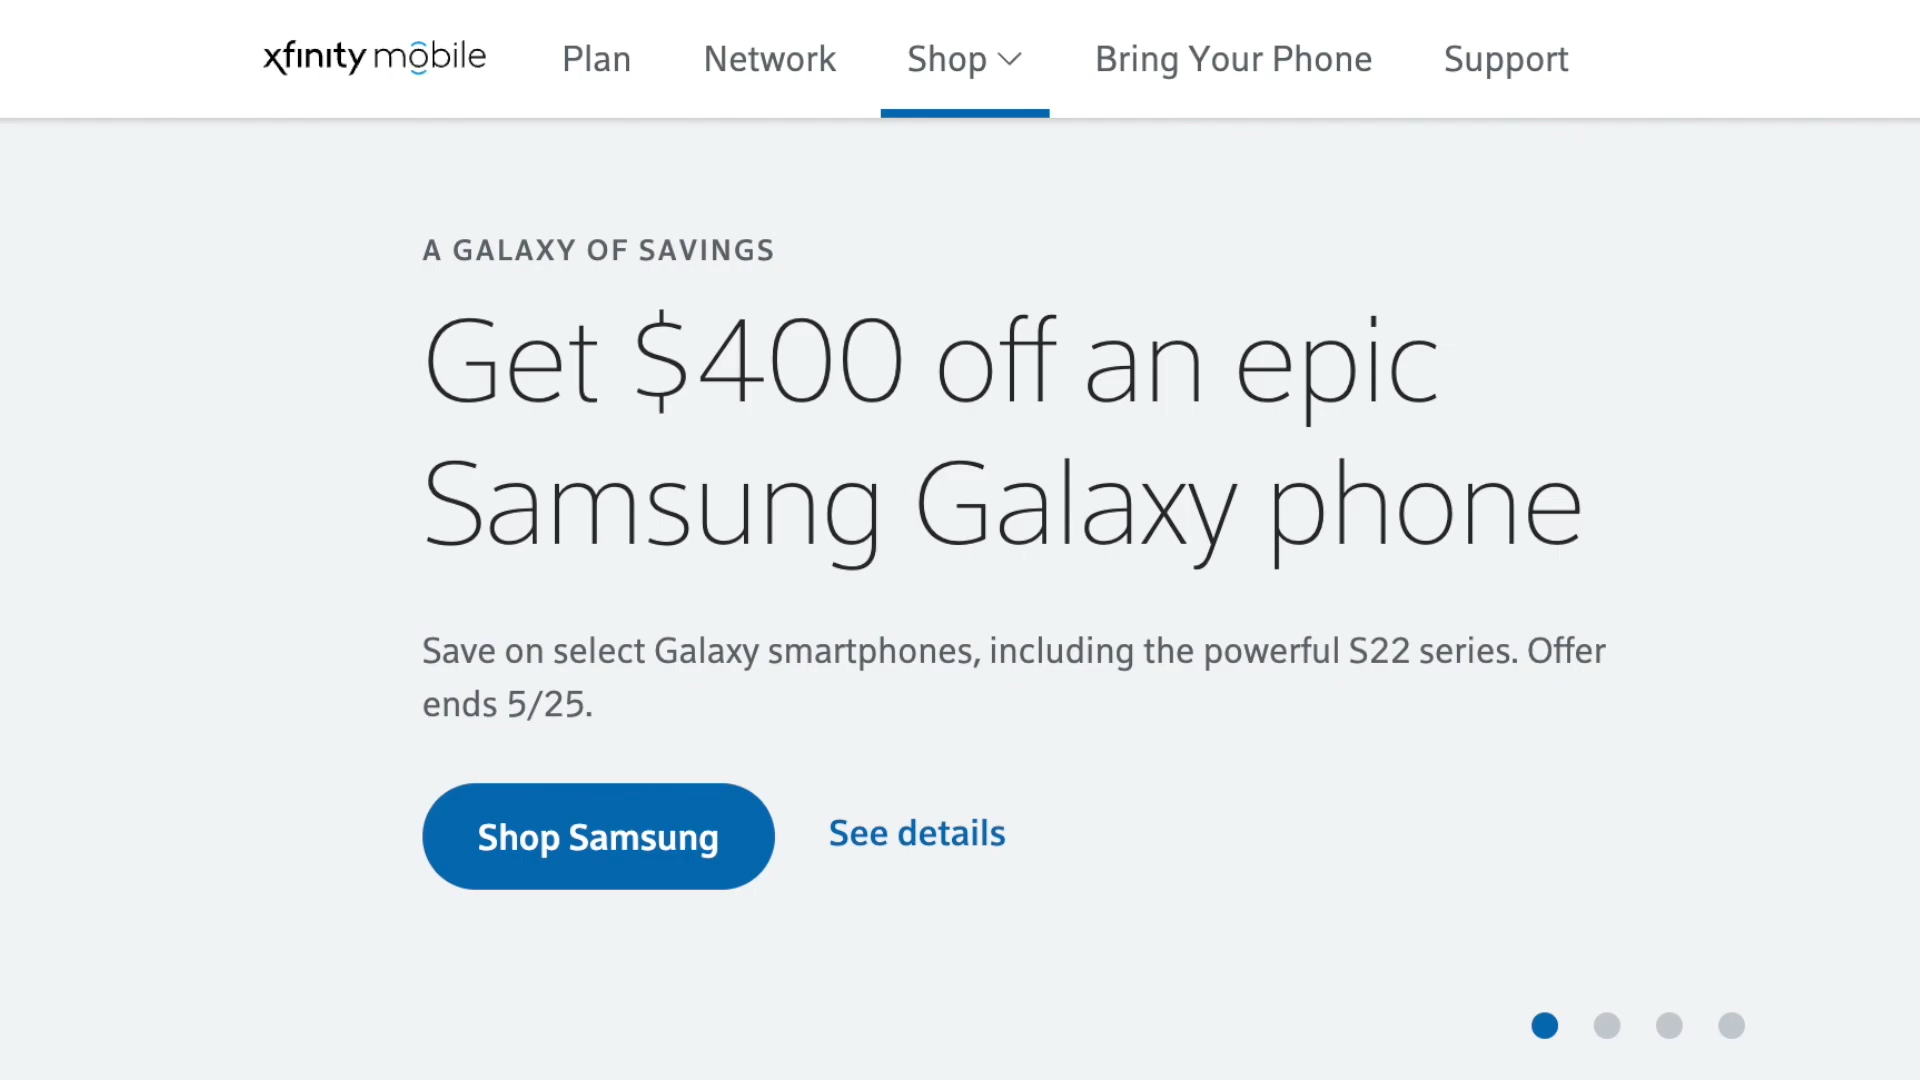 xfinity mobile Plan Network Shop Bring Your Phone Support
A GALAXY OF SAVINGS
Get $400 off an epic
Samsung Galaxy phone
Save on select Galaxy smartphones, including the powerful S22 series. Offer
ends 5/25.
Shop Samsung See details